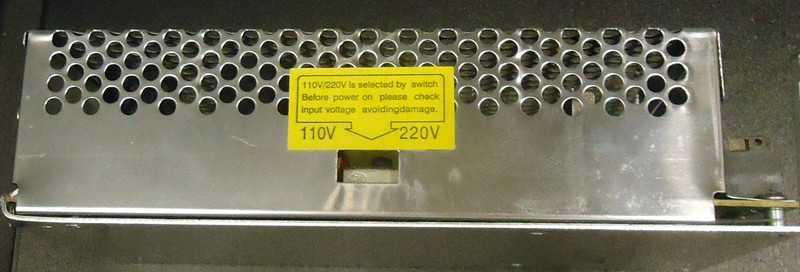 110V/220V is selected by switch
Before power on please check
input voltage avoidingdamage.
110V 220V